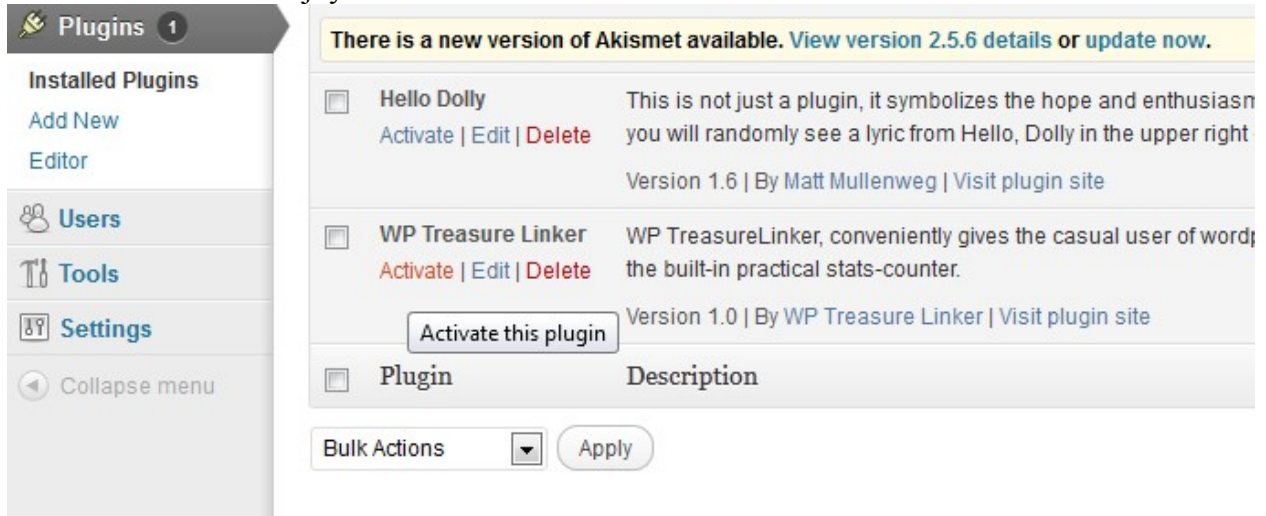 Plugins 1
There is a new version of Akismet available. View version 2.5.6 details or update now.
Installed Plugins
Add New
Editor
Hello Dolly
Activate | Edit | Delete
This is not just a plugin, it symbolizes the hope and enthusiasm
you will randomly see a lyric from Hello, Dolly in the upper right
Version 1.6 | By Matt Mullenweg | Visit plugin site
Users
Tools
Settings
Collapse menu
WP Treasure Linker
Activate | Edit | Delete
WP TreasureLinker, conveniently gives the casual user of wordp
the built-in practical stats-counter.
Version 1.0 | By WP Treasure Linker | Visit plugin site
Activate this plugin
Plugin
Description
Bulk Actions
Apply